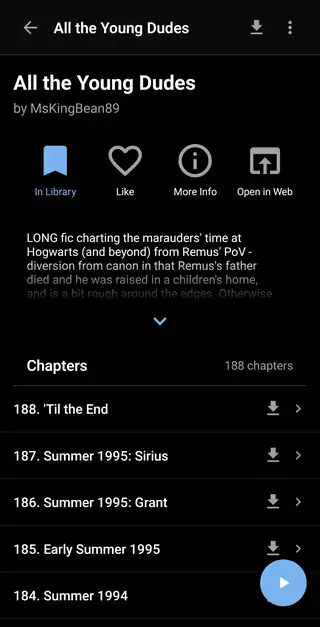 All the Young Dudes
All the Young Dudes
by MsKingBean89
In Library
Like
More Info
Open in Web
LONG fic charting the marauders' time at
Hogwarts (and beyond) from Remus' PoV -
diversion from canon in that Remus's father
died and he was raised in a children's home,
and is a bit rough around the edges. Otherwise
Chapters
188 chapters
188. 'Til the End
187. Summer 1995: Sirius
186. Summer 1995: Grant
185. Early Summer 1995
184. Summer 1994